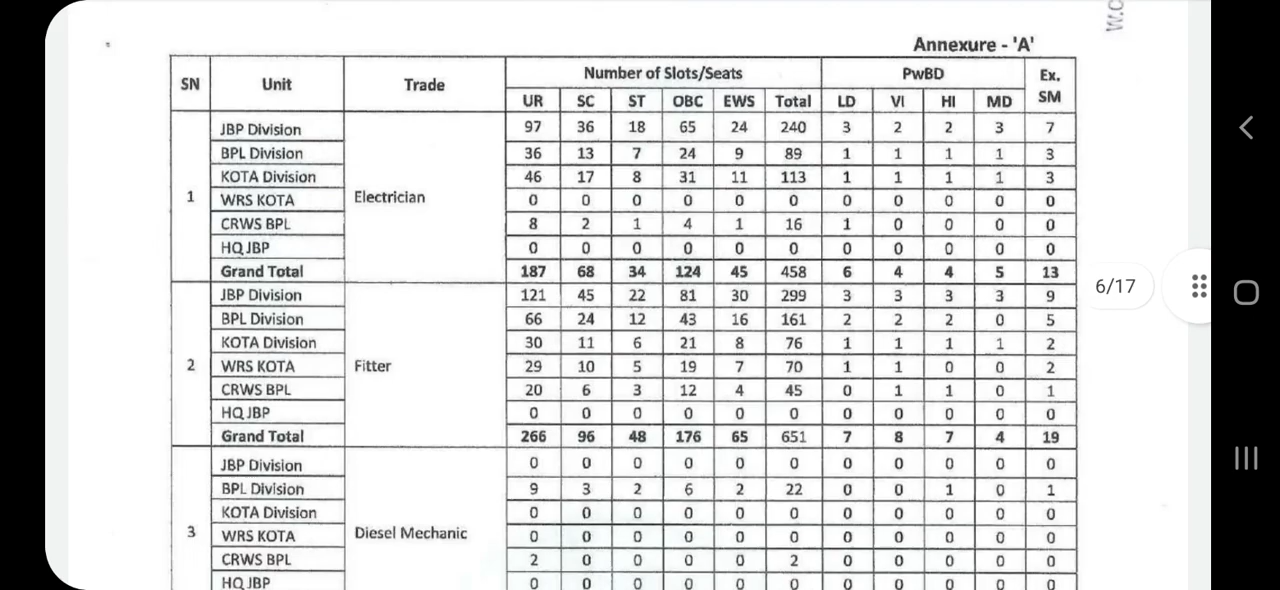 W.C
Annexure - 'A'
SN Unit Trade Number of Slots/Seats PwBD Ex. SM
UR SC ST OBC EWS Total LD VI HI MD
1 Electrician
JBP Division 97 36 18 65 24 240 3 2 2 3 7
BPL Division 36 13 7 24 9 89 1 1 1 1 3
KOTA Division 46 17 8 31 11 113 1 1 1 1 3
WRS KOTA 0 0 0 0 0 0 0 0 0 0 0
CRWS BPL 8 2 1 4 1 16 1 0 0 0 0
HQ JBP 0 0 0 0 0 0 0 0 0 0 0
Grand Total 187 68 34 124 45 458 6 4 4 5 13
2 Fitter
JBP Division 121 45 22 81 30 299 3 3 3 3 9
BPL Division 66 24 12 43 16 161 2 2 2 0 5
KOTA Division 30 11 6 21 8 76 1 1 1 1 2
WRS KOTA 29 10 5 19 7 70 1 1 0 0 2
CRWS BPL 20 6 3 12 4 45 0 1 1 0 1
HQ JBP 0 0 0 0 0 0 0 0 0 0 0
Grand Total 266 96 48 176 65 651 7 8 7 4 19
3 Diesel Mechanic
JBP Division 0 0 0 0 0 0 0 0 0 0 0
BPL Division 9 3 2 6 2 22 0 0 1 0 1
KOTA Division 0 0 0 0 0 0 0 0 0 0 0
WRS KOTA 0 0 0 0 0 0 0 0 0 0 0
CRWS BPL 2 0 0 0 0 2 0 0 0 0 0
HQ JBP 0 0 0 0 0 0 0 0 0 0 0
6/17